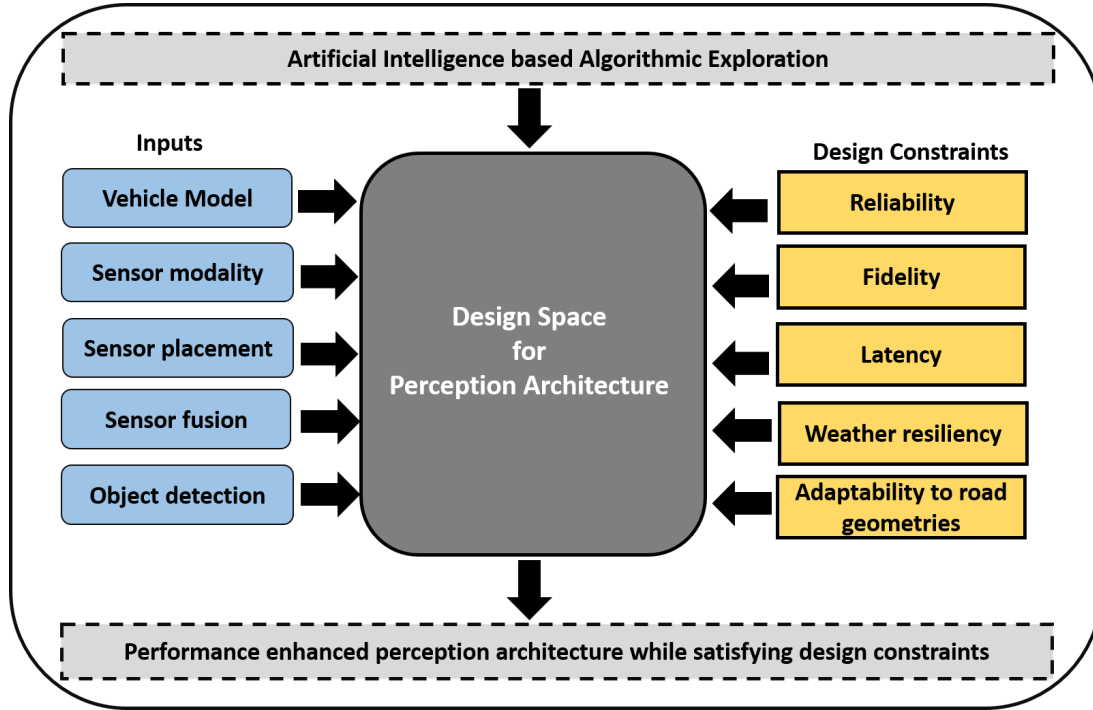 Artificial Intelligence based Algorithmic Exploration
Inputs
Vehicle Model
Sensor modality
Sensor placement
Sensor fusion
Object detection
Design Space
for
Perception Architecture
Design Constraints
Reliability
Fidelity
Latency
Weather resiliency
Adaptability to road
geometries
Performance enhanced perception architecture while satisfying design constraints